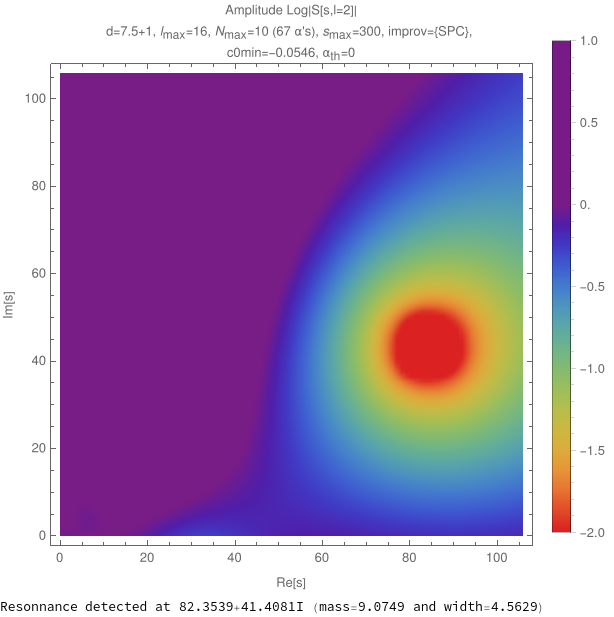 Amplitude Log|S[s,l=2]|
d=7.5+1, lmax=16, Nmax=10 (67 α's), smax=300, improv={SPC},
c0min=−0.0546, αth=0
1.0
100
0.5
80
0.
60
−0.5
Im[s]
40
−1.0
20
−1.5
0
−2.0
0 20 40 60 80 100
Re[s]
Resonnance detected at 82.3539+41.4081I (mass=9.0749 and width=4.5629)